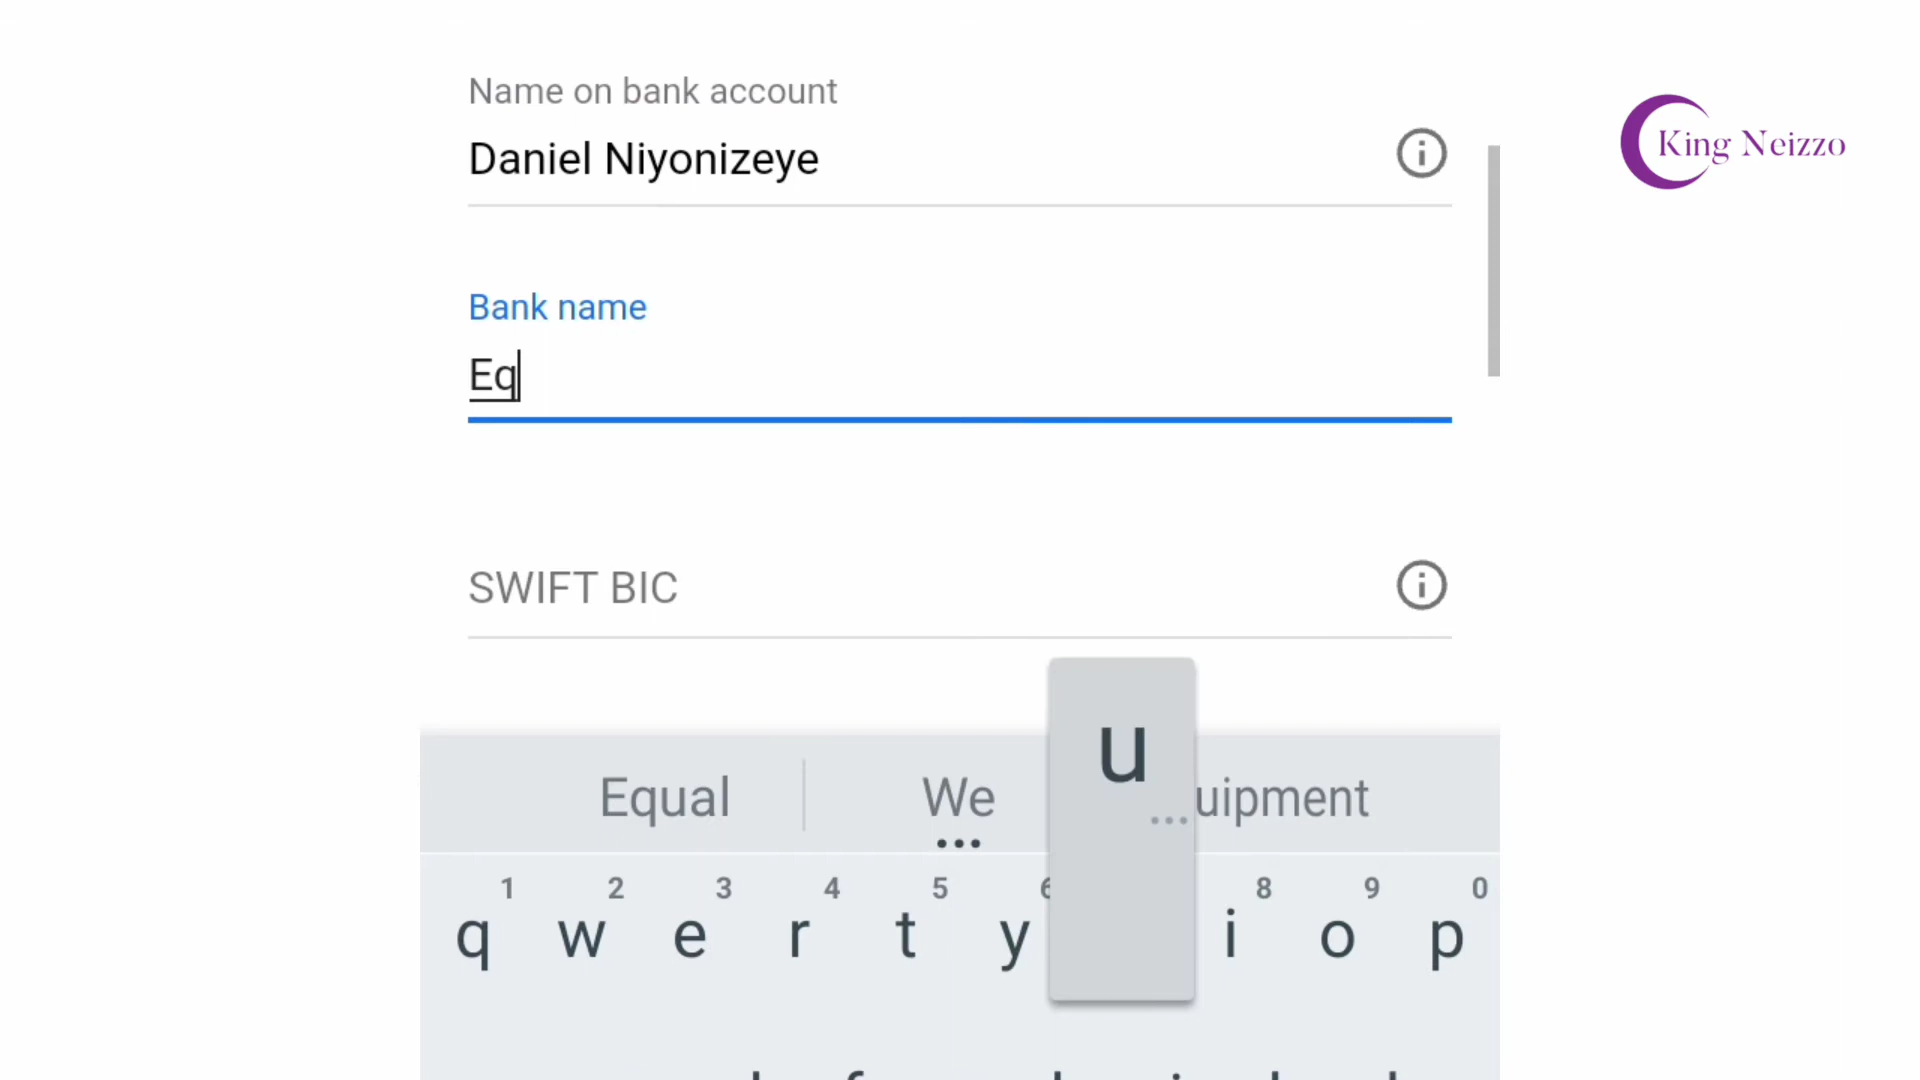 Name on bank account
Daniel Niyonizeye
King Neizzo
Bank name
Eq
SWIFT BIC
u
Equal We uipment
1 2 3 4 5 6 8 9 0
q w e r t y i o p